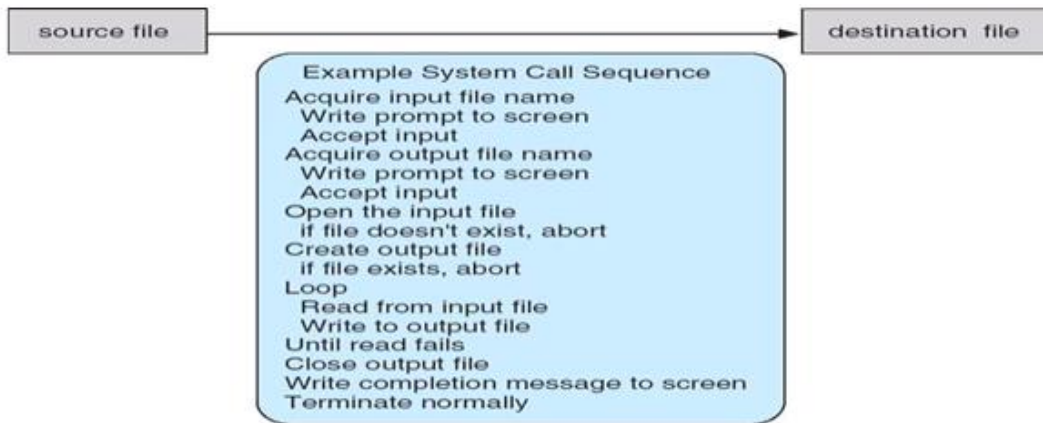 source file
destination file
Example System Call Sequence
Acquire input file name
Write prompt to screen
Accept input
Acquire output file name
Write prompt to screen
Accept input
Open the input file
if file doesn't exist, abort
Create output file
if file exists, abort
Loop
Read from input file
Write to output file
Until read fails
Close output file
Write completion message to screen
Terminate normally